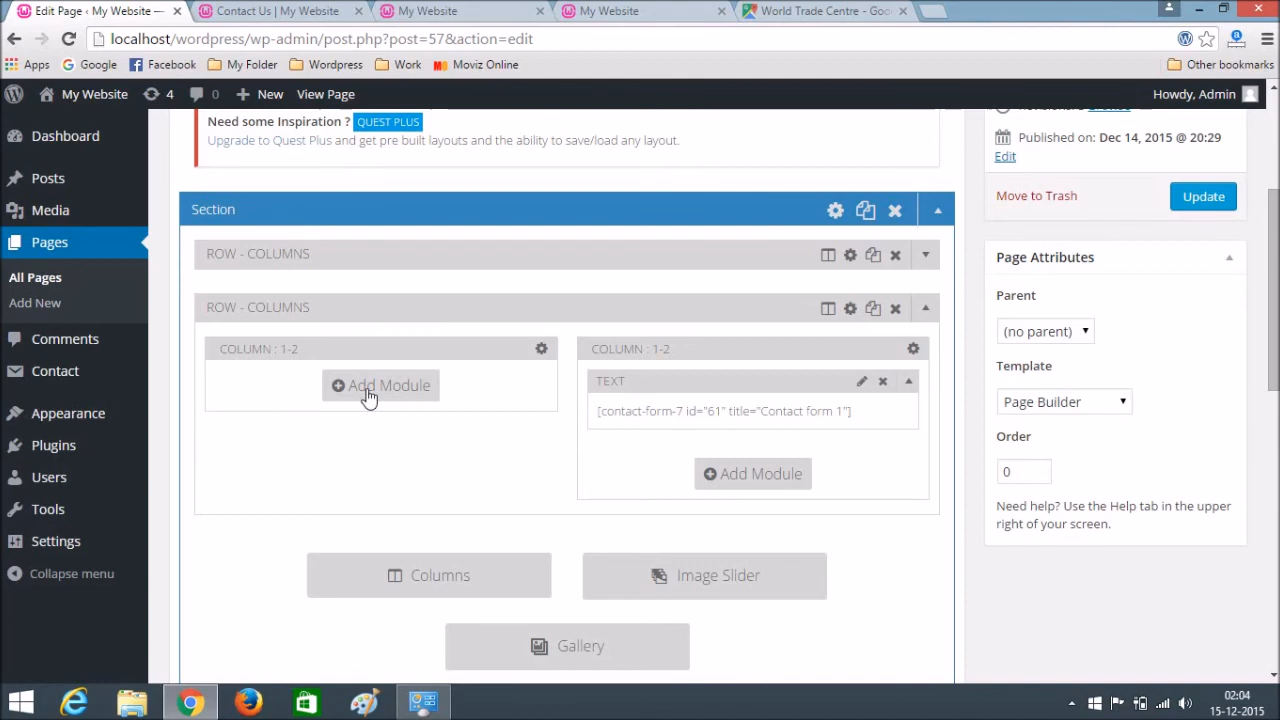 Edit Page ‹ My Website —
Contact Us | My Website
My Website
My Website
World Trade Centre - Goo
localhost/wordpress/wp-admin/post.php?post=57&action=edit
Apps
Google
Facebook
My Folder
Wordpress
Work
Moviz Online
Other bookmarks
My Website
4
0
New
View Page
Howdy, Admin
Dashboard
Posts
Media
Pages
All Pages
Add New
Comments
Contact
Appearance
Plugins
Users
Tools
Settings
Collapse menu
Need some Inspiration ? QUEST PLUS
Upgrade to Quest Plus and get pre built layouts and the ability to save/load any layout.
Section
ROW - COLUMNS
ROW - COLUMNS
COLUMN : 1-2
Add Module
COLUMN : 1-2
TEXT
[contact-form-7 id="61" title="Contact form 1"]
Add Module
Columns
Image Slider
Gallery
Published on: Dec 14, 2015 @ 20:29
Edit
Move to Trash
Update
Page Attributes
Parent
(no parent)
Template
Page Builder
Order
0
Need help? Use the Help tab in the upper
right of your screen.
02:04
15-12-2015